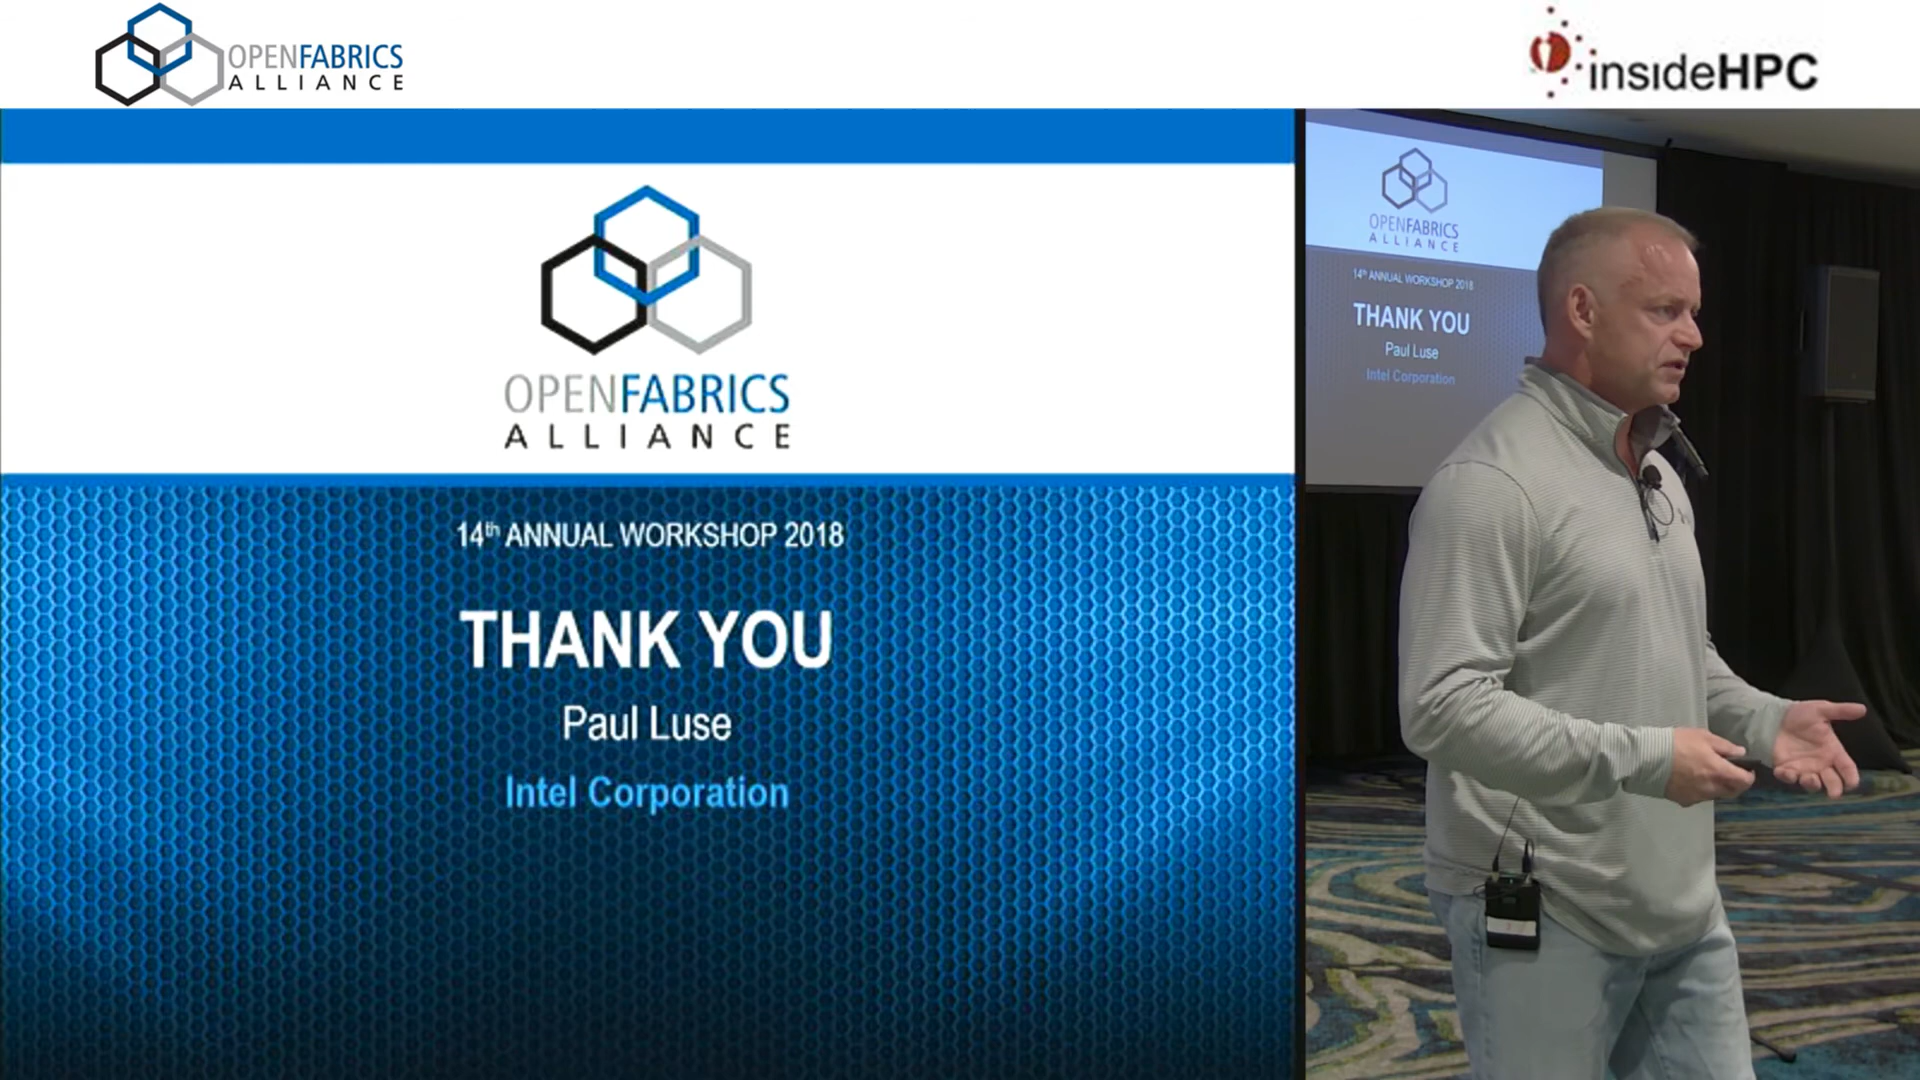 OPENFABRICS
ALLIANCE
insideHPC
OPENFABRICS
ALLIANCE
14th ANNUAL WORKSHOP 2018
THANK YOU
Paul Luse
Intel Corporation
OPENFABRICS
ALLIANCE
14th ANNUAL WORKSHOP 2018
THANK YOU
Paul Luse
Intel Corporation